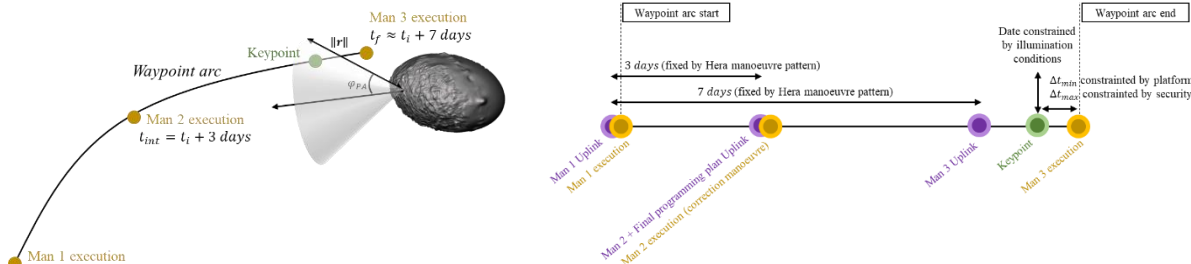 Man 3 execution
t_f ≈ t_i + 7 days
‖r‖
Keypoint
Waypoint arc
φ_PA
Man 2 execution
t_int = t_i + 3 days
Man 1 execution
Waypoint arc start
Waypoint arc end
Date constrained
by illumination
conditions
3 days (fixed by Hera manoeuvre pattern)
Δt_min constrainted by platform
Δt_max constrainted by security
7 days (fixed by Hera manoeuvre pattern)
Man 1 Uplink
Man 1 execution
Man 2 + Final programming plan Uplink
Man 2 execution (correction manoeuvre)
Man 3 Uplink
Keypoint
Man 3 execution